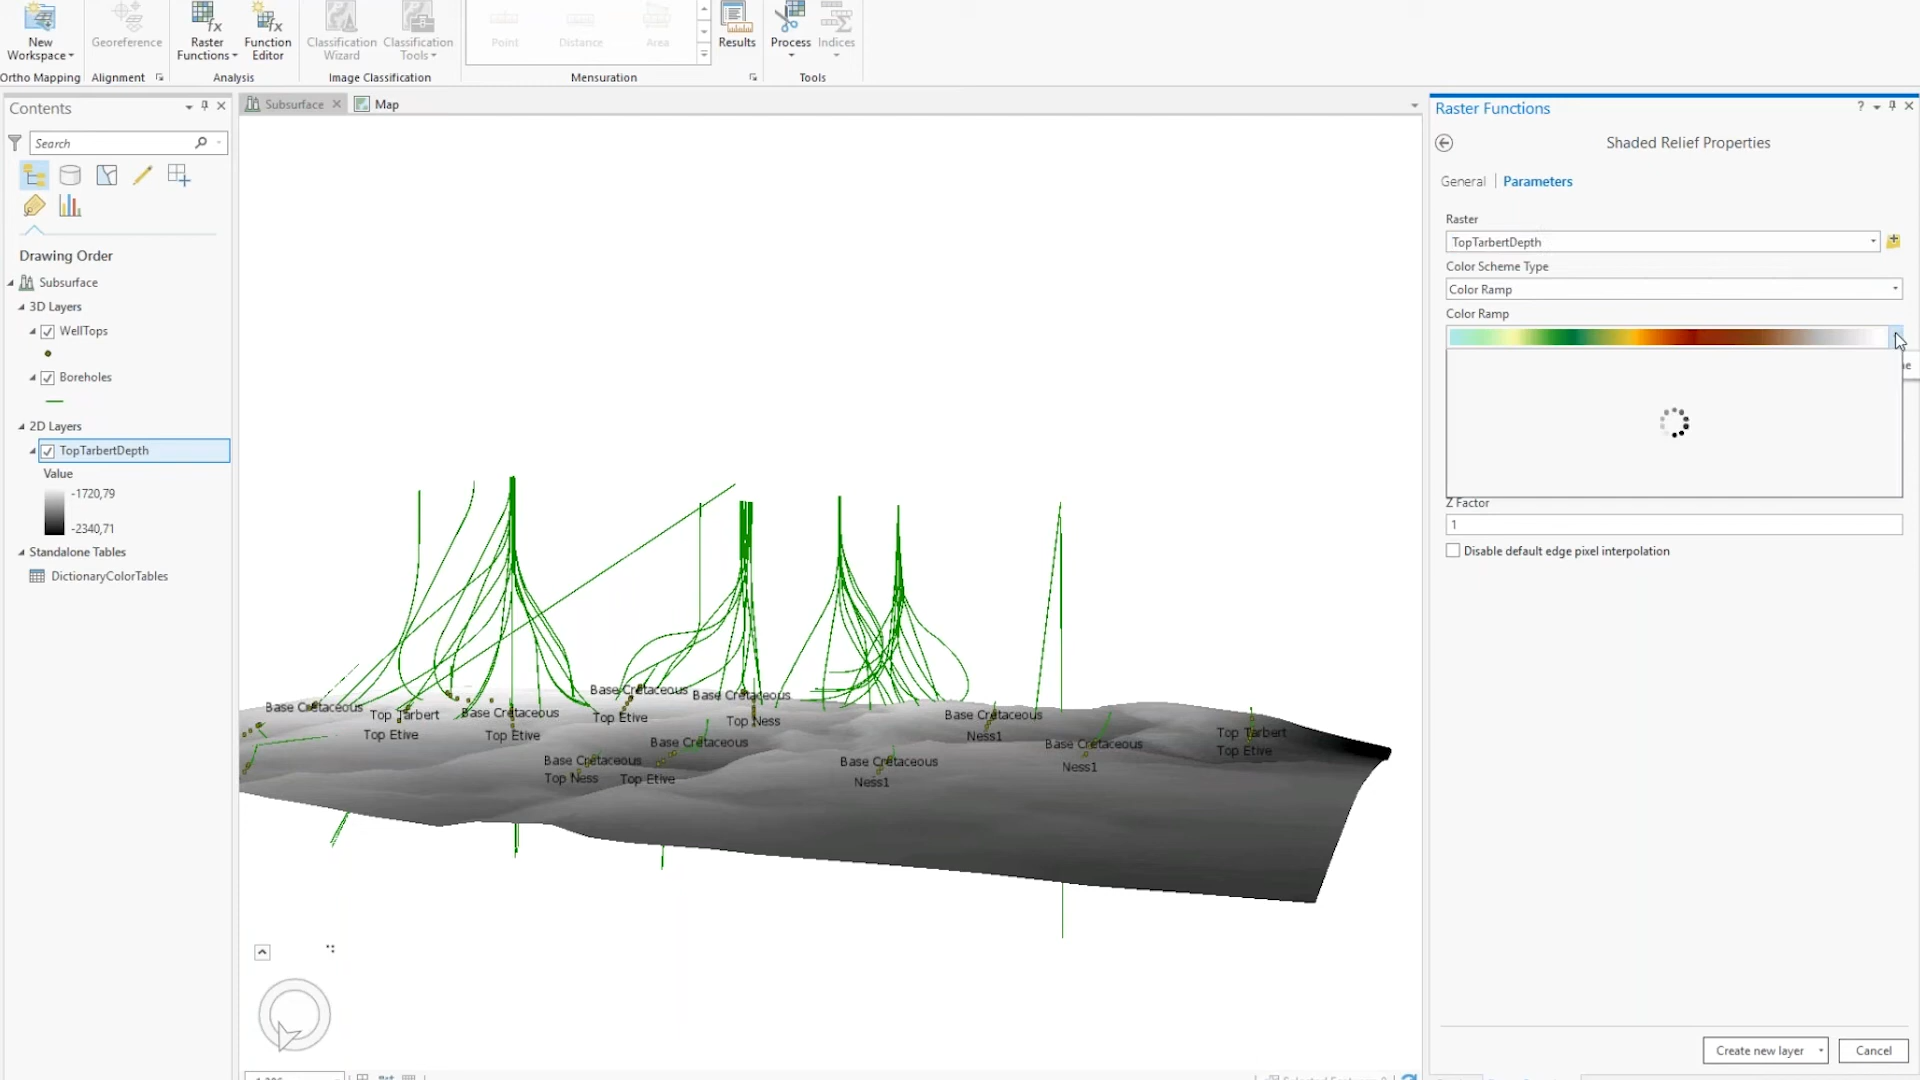 New
Workspace
Georeference
Raster
Functions
Function
Editor
Classification
Wizard
Classification
Tools
Point
Distance
Area
Results
Process
Indices
Ortho Mapping
Alignment
Analysis
Image Classification
Mensuration
Tools
Contents
Search
Drawing Order
Subsurface
3D Layers
WellTops
Boreholes
2D Layers
TopTarbertDepth
Value
-1720,79
-2340,71
Standalone Tables
DictionaryColorTables
Subsurface
Map
Base Cretaceous
Base Cretaceous
Base Cretaceous
Top Tarbert
Base Cretaceous
Top Etive
Top Ness
Top Etive
Top Etive
Base Cretaceous
Base Cretaceous
Top Ness
Top Etive
Base Cretaceous
Ness1
Base Cretaceous
Ness1
Base Cretaceous
Ness1
Top Tarbert
Top Etive
Raster Functions
?
Shaded Relief Properties
General
Parameters
Raster
TopTarbertDepth
Color Scheme Type
Color Ramp
Color Ramp
Z Factor
1
Disable default edge pixel interpolation
Create new layer
Cancel